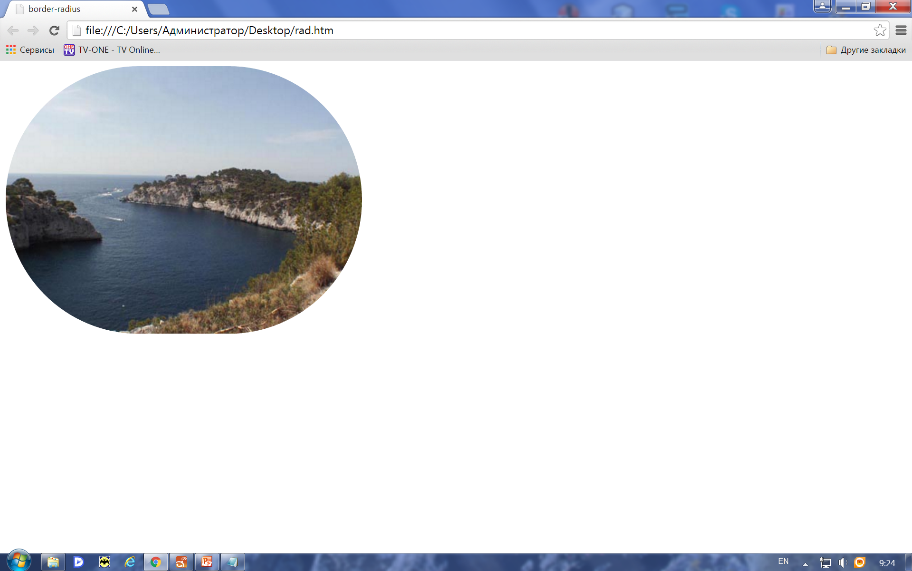 border-radius
file:///C:/Users/Администратор/Desktop/rad.htm
Сервисы TV-ONE - TV Online... Другие закладки
EN 9:24